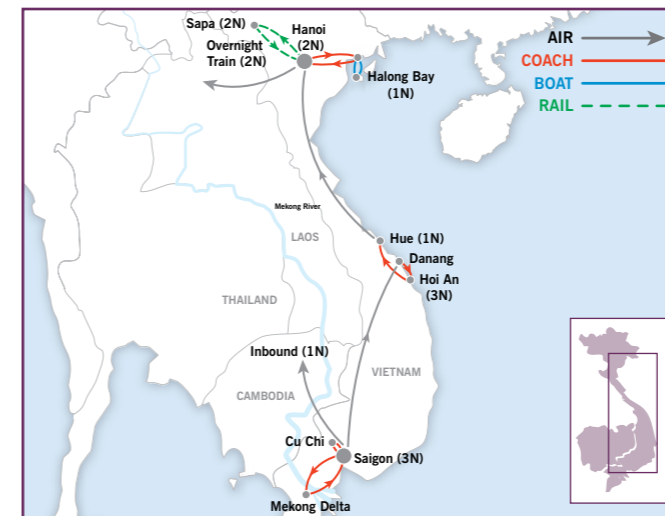 Sapa (2N)
Hanoi
(2N)
Overnight
Train (2N)
Halong Bay
(1N)
AIR
COACH
BOAT
RAIL
Mekong River
LAOS
Hue (1N)
Danang
Hoi An
(3N)
THAILAND
Inbound (1N)
VIETNAM
CAMBODIA
Cu Chi
Saigon (3N)
Mekong Delta